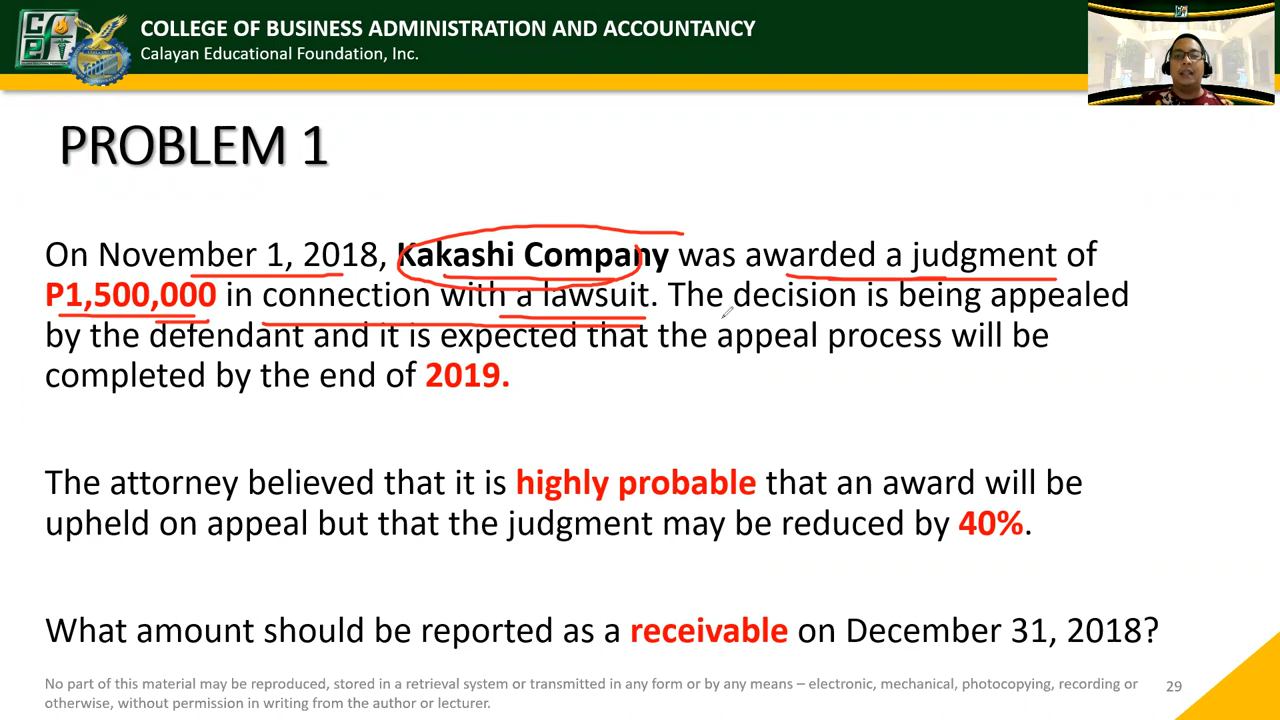 COLLEGE OF BUSINESS ADMINISTRATION AND ACCOUNTANCY
Calayan Educational Foundation, Inc.
PROBLEM 1
On November 1, 2018, Kakashi Company was awarded a judgment of
P1,500,000 in connection with a lawsuit. The decision is being appealed
by the defendant and it is expected that the appeal process will be
completed by the end of 2019.
The attorney believed that it is highly probable that an award will be
upheld on appeal but that the judgment may be reduced by 40%.
What amount should be reported as a receivable on December 31, 2018?
No part of this material may be reproduced, stored in a retrieval system or transmitted in any form or by any means – electronic, mechanical, photocopying, recording or
otherwise, without permission in writing from the author or lecturer.
29